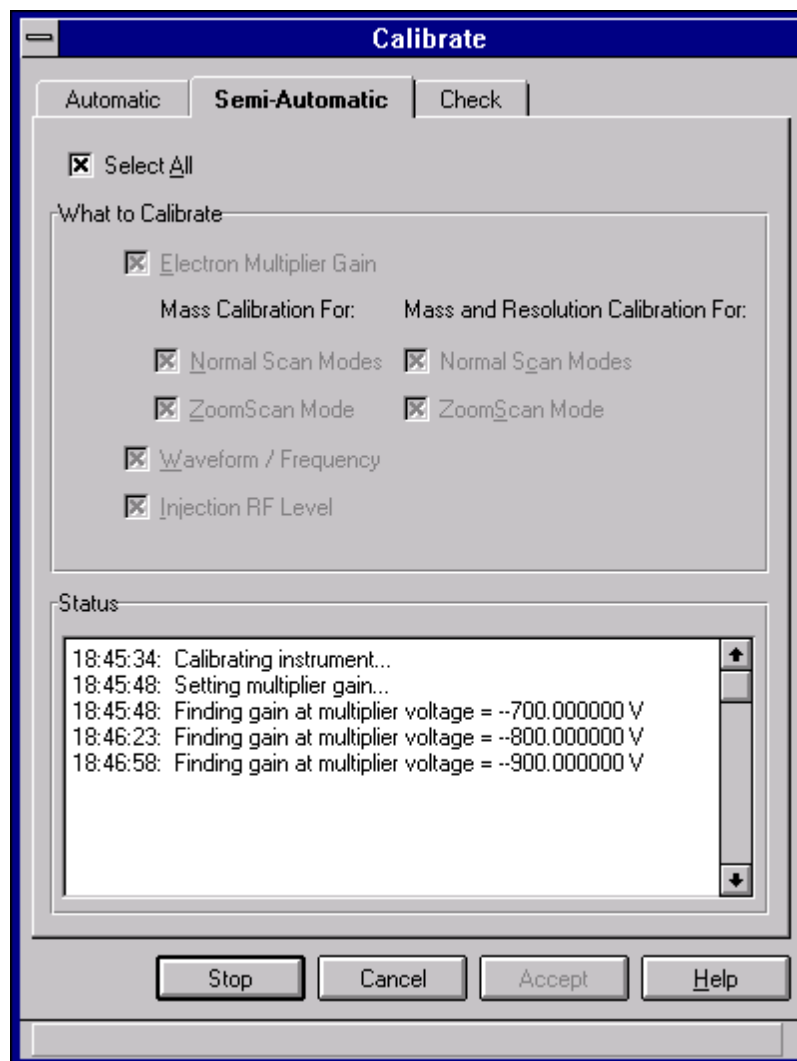 Calibrate
Automatic Semi-Automatic Check
Select All
What to Calibrate
Electron Multiplier Gain
Mass Calibration For: Mass and Resolution Calibration For:
Normal Scan Modes Normal Scan Modes
ZoomScan Mode ZoomScan Mode
Waveform / Frequency
Injection RF Level
Status
18:45:34: Calibrating instrument...
18:45:48: Setting multiplier gain...
18:45:48: Finding gain at multiplier voltage = --700.000000 V
18:46:23: Finding gain at multiplier voltage = --800.000000 V
18:46:58: Finding gain at multiplier voltage = --900.000000 V
Stop Cancel Accept Help